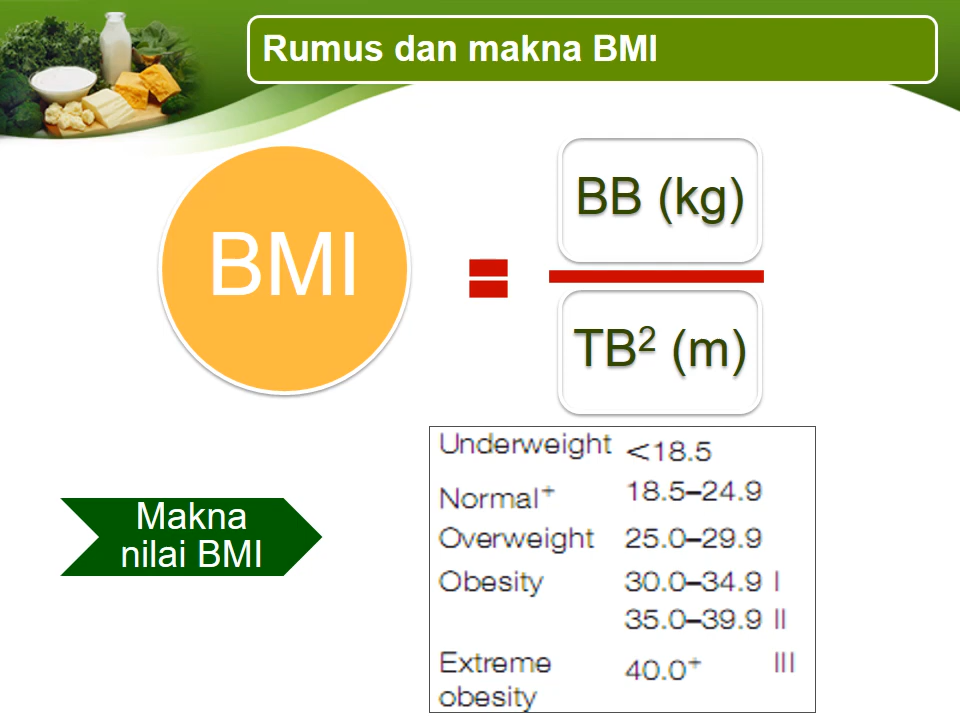 Rumus dan makna BMI
BMI
=
BB (kg)
TB² (m)
Makna
nilai BMI
Underweight <18.5
Normal⁺ 18.5–24.9
Overweight 25.0–29.9
Obesity 30.0–34.9 I
35.0–39.9 II
Extreme 40.0⁺ III
obesity